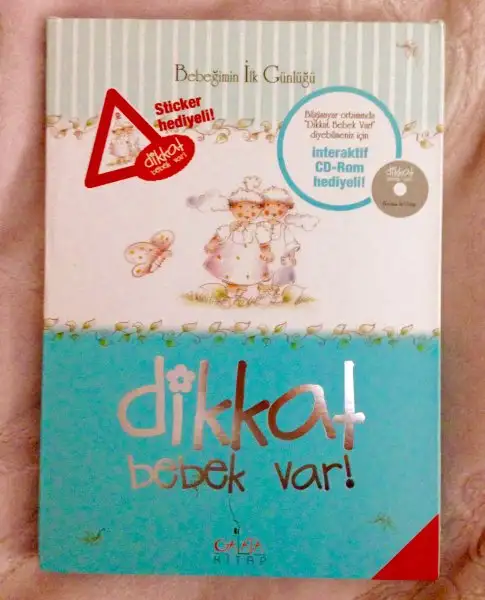 Bebeğimin İlk Günlüğü
Sticker
hediyeli!
dikkat
bebek var!
Bilgisayar ortamında
"Dikkat Bebek Var!"
diyebilmeniz için
interaktif
CD-Rom
hediyeli!
dikkat
bebek var!
dikkat
bebek var!
KİTAP